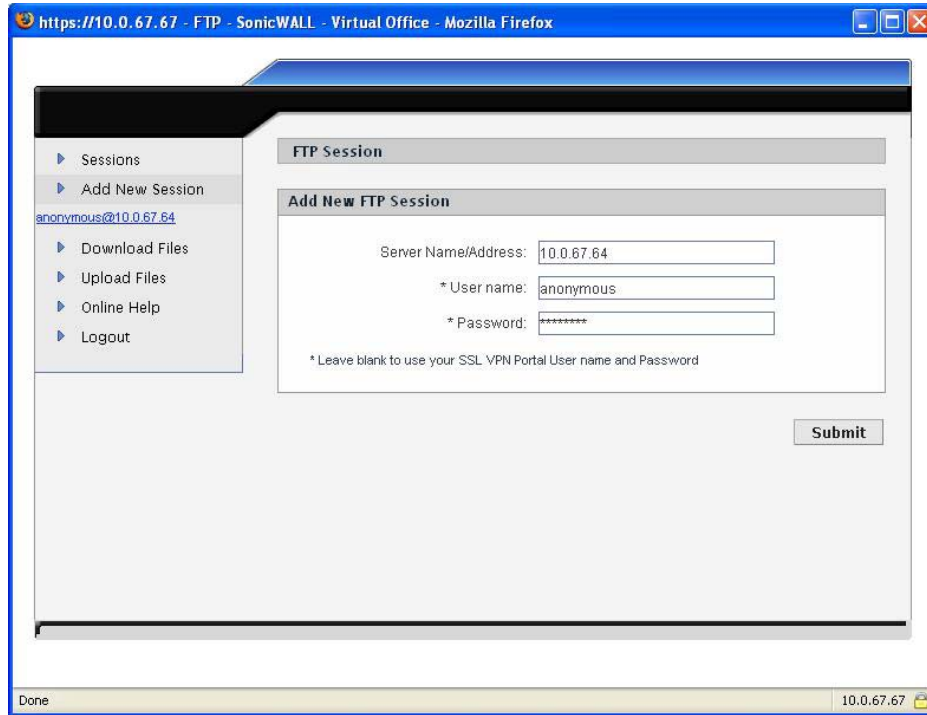 https://10.0.67.67 - FTP - SonicWALL - Virtual Office - Mozilla Firefox
Sessions
Add New Session
anonymous@10.0.67.64
Download Files
Upload Files
Online Help
Logout
FTP Session
Add New FTP Session
Server Name/Address: 10.0.67.64
* User name: anonymous
* Password: ********
* Leave blank to use your SSL VPN Portal User name and Password
Submit
Done 10.0.67.67